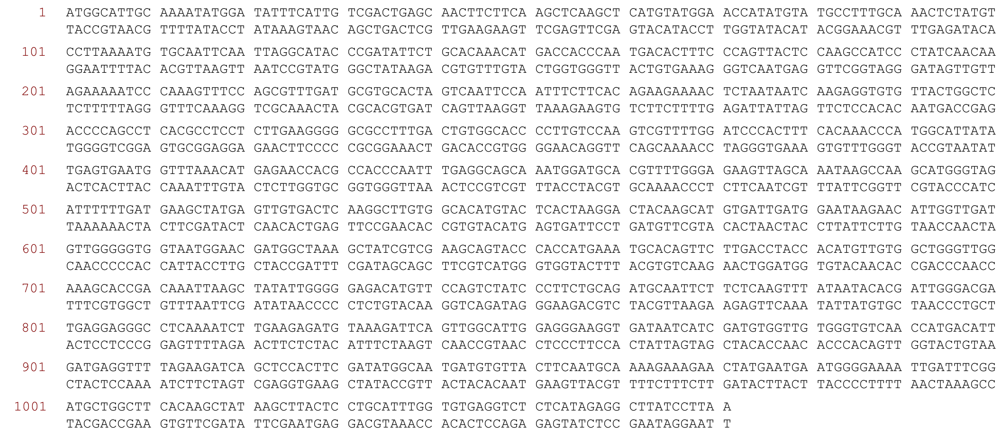 1 ATGGCATTGC AAAATATGGA TATTTCATTG TCGACTGAGC AACTTCTTCA AGCTCAAGCT CATGTATGGA ACCATATGTA TGCCTTTGCA AACTCTATGT
TACCGTAACG TTTTATACCT ATAAAGTAAC AGCTGACTCG TTGAAGAAGT TCGAGTTCGA GTACATACCT TGGTATACAT ACGGAAACGT TTGAGATACA
101 CCTTAAAATG TGCAATTCAA TTAGGCATAC CCGATATTCT GCACAAACAT GACCACCCAA TGACACTTTC CCAGTTACTC CAAGCCATCC CTATCAACAA
GGAATTTTAC ACGTTAAGTT AATCCGTATG GGCTATAAGA CGTGTTTGTA CTGGTGGGTT ACTGTGAAAG GGTCAATGAG GTTCGGTAGG GATAGTTGTT
201 AGAAAAATCC CAAAGTTTCC AGCGTTTGAT GCGTGCACTA GTCAATTCCA ATTTCTTCAC AGAAGAAAAC TCTAATAATC AAGAGGTGTG TTACTGGCTC
TCTTTTTAGG GTTTCAAAGG TCGCAAACTA CGCACGTGAT CAGTTAAGGT TAAAGAAGTG TCTTCTTTTG AGATTATTAG TTCTCCACAC AATGACCGAG
301 ACCCCAGCCT CACGCCTCCT CTTGAAGGGG GCGCCTTTGA CTGTGGCACC CCTTGTCCAA GTCGTTTTGG ATCCCACTTT CACAAACCCA TGGCATTATA
TGGGGTCGGA GTGCGGAGGA GAACTTCCCC CGCGGAAACT GACACCGTGG GGAACAGGTT CAGCAAAACC TAGGGTGAAA GTGTTTGGGT ACCGTAATAT
401 TGAGTGAATG GTTTAAACAT GAGAACCACG CCACCCAATT TGAGGCAGCA AATGGATGCA CGTTTTGGGA GAAGTTAGCA AATAAGCCAA GCATGGGTAG
ACTCACTTAC CAAATTTGTA CTCTTGGTGC GGTGGGTTAA ACTCCGTCGT TTACCTACGT GCAAAACCCT CTTCAATCGT TTATTCGGTT CGTACCCATC
501 ATTTTTTGAT GAAGCTATGA GTTGTGACTC AAGGCTTGTG GCACATGTAC TCACTAAGGA CTACAAGCAT GTGATTGATG GAATAAGAAC ATTGGTTGAT
TAAAAAACTA CTTCGATACT CAACACTGAG TTCCGAACAC CGTGTACATG AGTGATTCCT GATGTTCGTA CACTAACTAC CTTATTCTTG TAACCAACTA
601 GTTGGGGGTG GTAATGGAAC GATGGCTAAA GCTATCGTCG AAGCAGTACC CACCATGAAA TGCACAGTTC TTGACCTACC ACATGTTGTG GCTGGGTTGG
CAACCCCCAC CATTACCTTG CTACCGATTT CGATAGCAGC TTCGTCATGG GTGGTACTTT ACGTGTCAAG AACTGGATGG TGTACAACAC CGACCCAACC
701 AAAGCACCGA CAAATTAAGC TATATTGGGG GAGACATGTT CCAGTCTATC CCTTCTGCAG ATGCAATTCT TCTCAAGTTT ATAATACACG ATTGGGACGA
TTTCGTGGCT GTTTAATTCG ATATAACCCC CTCTGTACAA GGTCAGATAG GGAAGACGTC TACGTTAAGA AGAGTTCAAA TATTATGTGC TAACCCTGCT
801 TGAGGAGGGC CTCAAAATCT TGAAGAGATG TAAAGATTCA GTTGGCATTG GAGGGAAGGT GATAATCATC GATGTGGTTG TGGGTGTCAA CCATGACATT
ACTCCTCCCG GAGTTTTAGA ACTTCTCTAC ATTTCTAAGT CAACCGTAAC CTCCCTTCCA CTATTAGTAG CTACACCAAC ACCCACAGTT GGTACTGTAA
901 GATGAGGTTT TAGAAGATCA GCTCCACTTC GATATGGCAA TGATGTGTTA CTTCAATGCA AAAGAAAGAA CTATGAATGA ATGGGGAAAA TTGATTTCGG
CTACTCCAAA ATCTTCTAGT CGAGGTGAAG CTATACCGTT ACTACACAAT GAAGTTACGT TTTCTTTCTT GATACTTACT TACCCCTTTT AACTAAAGCC
1001 ATGCTGGCTT CACAAGCTAT AAGCTTACTC CTGCATTTGG TGTGAGGTCT CTCATAGAGG CTTATCCTTA A
TACGACCGAA GTGTTCGATA TTCGAATGAG GACGTAAACC ACACTCCAGA GAGTATCTCC GAATAGGAAT T